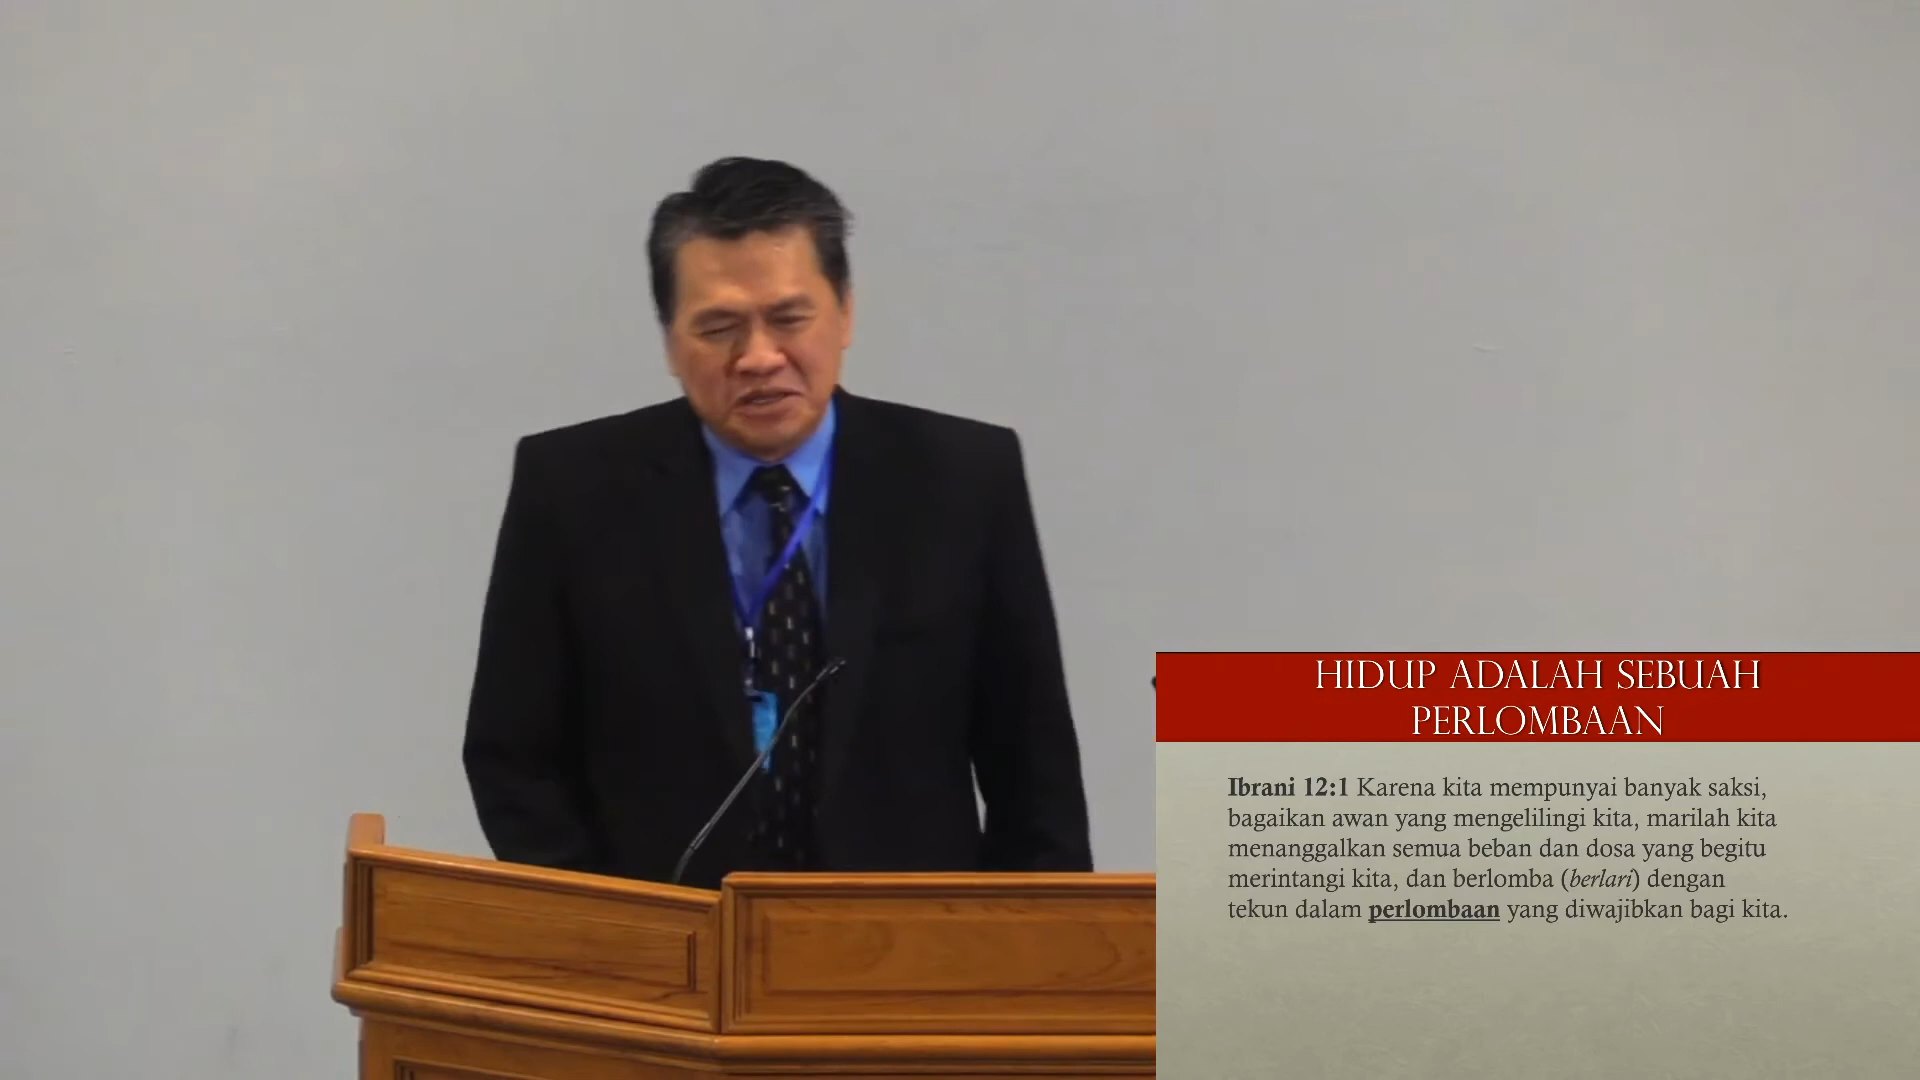 HIDUP ADALAH SEBUAH
PERLOMBAAN
Ibrani 12:1 Karena kita mempunyai banyak saksi,
bagaikan awan yang mengelilingi kita, marilah kita
menanggalkan semua beban dan dosa yang begitu
merintangi kita, dan berlomba (berlari) dengan
tekun dalam perlombaan yang diwajibkan bagi kita.